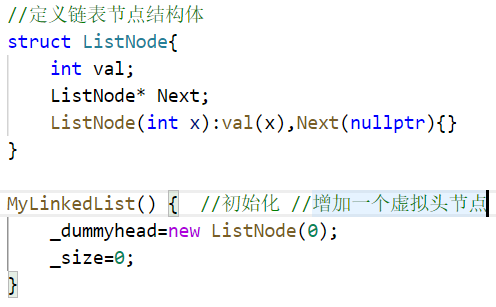 //定义链表节点结构体
struct ListNode{
    int val;
    ListNode* Next;
    ListNode(int x):val(x),Next(nullptr){}
}
MyLinkedList() {  //初始化 //增加一个虚拟头节点
    _dummyhead=new ListNode(0);
    _size=0;
}